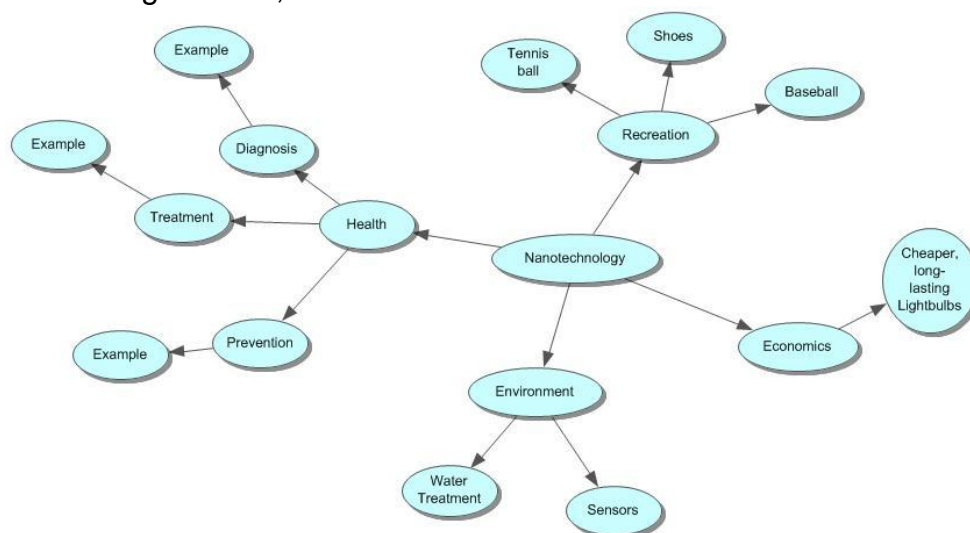 Example
Shoes
Tennis
ball
Baseball
Example
Diagnosis
Recreation
Treatment
Health
Nanotechnology
Cheaper,
long-
lasting
Lightbulbs
Example
Prevention
Economics
Environment
Water
Treatment
Sensors